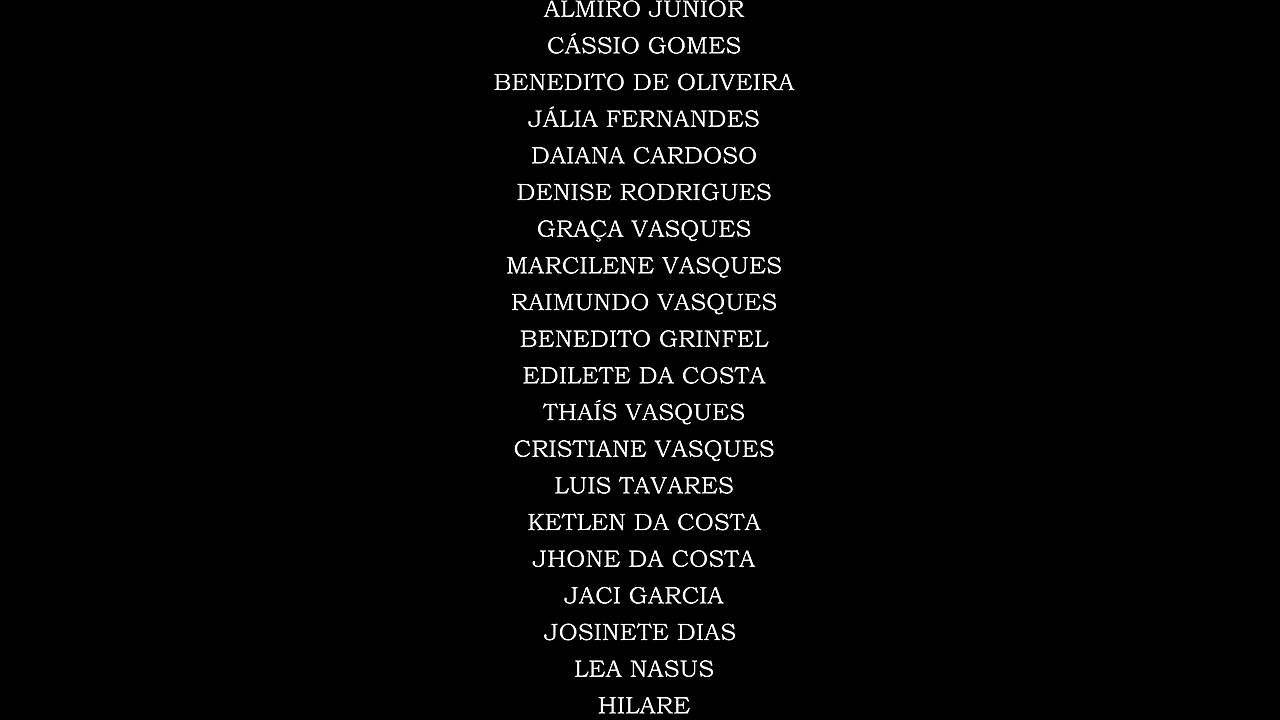 ALMIRO JUNIOR
CÁSSIO GOMES
BENEDITO DE OLIVEIRA
JÁLIA FERNANDES
DAIANA CARDOSO
DENISE RODRIGUES
GRAÇA VASQUES
MARCILENE VASQUES
RAIMUNDO VASQUES
BENEDITO GRINFEL
EDILETE DA COSTA
THAÍS VASQUES
CRISTIANE VASQUES
LUIS TAVARES
KETLEN DA COSTA
JHONE DA COSTA
JACI GARCIA
JOSINETE DIAS
LEA NASUS
HILARE